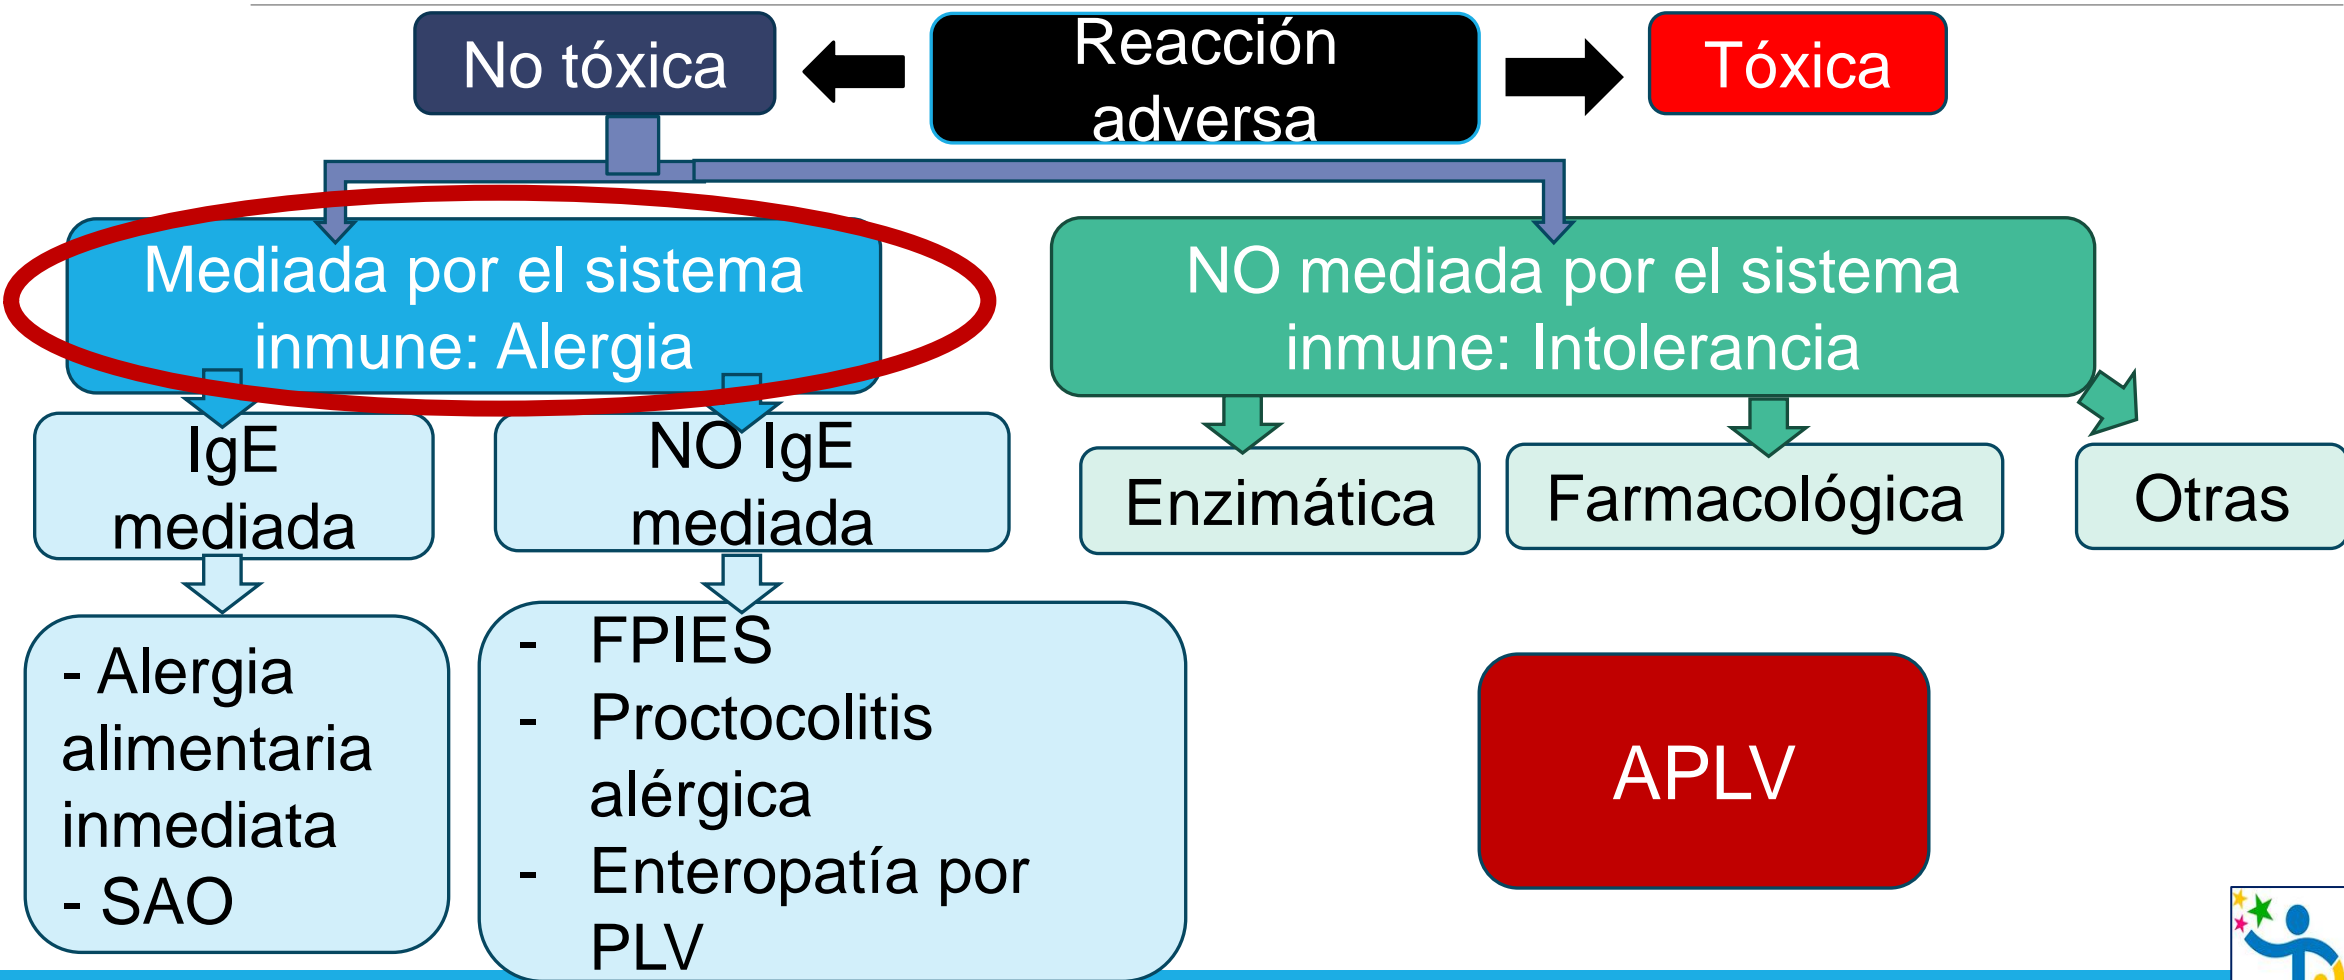 No tóxica
Reacción
adversa
Tóxica
Mediada por el sistema
inmune: Alergia
NO mediada por el sistema
inmune: Intolerancia
IgE
mediada
NO IgE
mediada
Enzimática
Farmacológica
Otras
- Alergia
alimentaria
inmediata
- SAO
- FPIES
- Proctocolitis
alérgica
- Enteropatía por
PLV
APLV